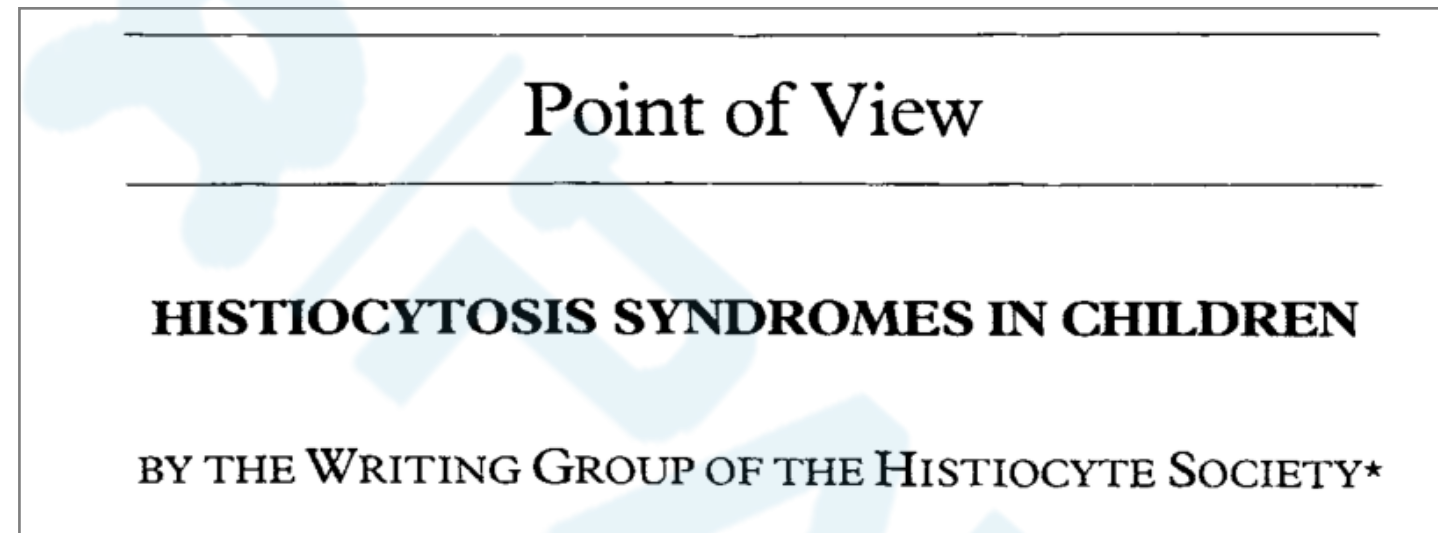 Point of View
HISTIOCYTOSIS SYNDROMES IN CHILDREN
BY THE WRITING GROUP OF THE HISTIOCYTE SOCIETY*